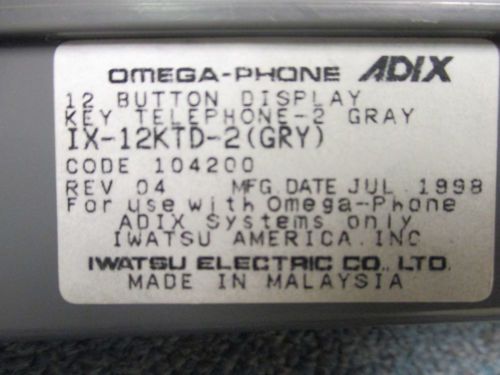 OMEGA-PHONE ADIX
12 BUTTON DISPLAY
KEY TELEPHONE-2 GRAY
IX-12KTD-2(GRY)
CODE 104200
REV 04 MFG.DATE JUL.1998
For use with Omega-Phone
ADIX Systems only
IWATSU AMERICA.INC
IWATSU ELECTRIC CO., LTD.
MADE IN MALAYSIA